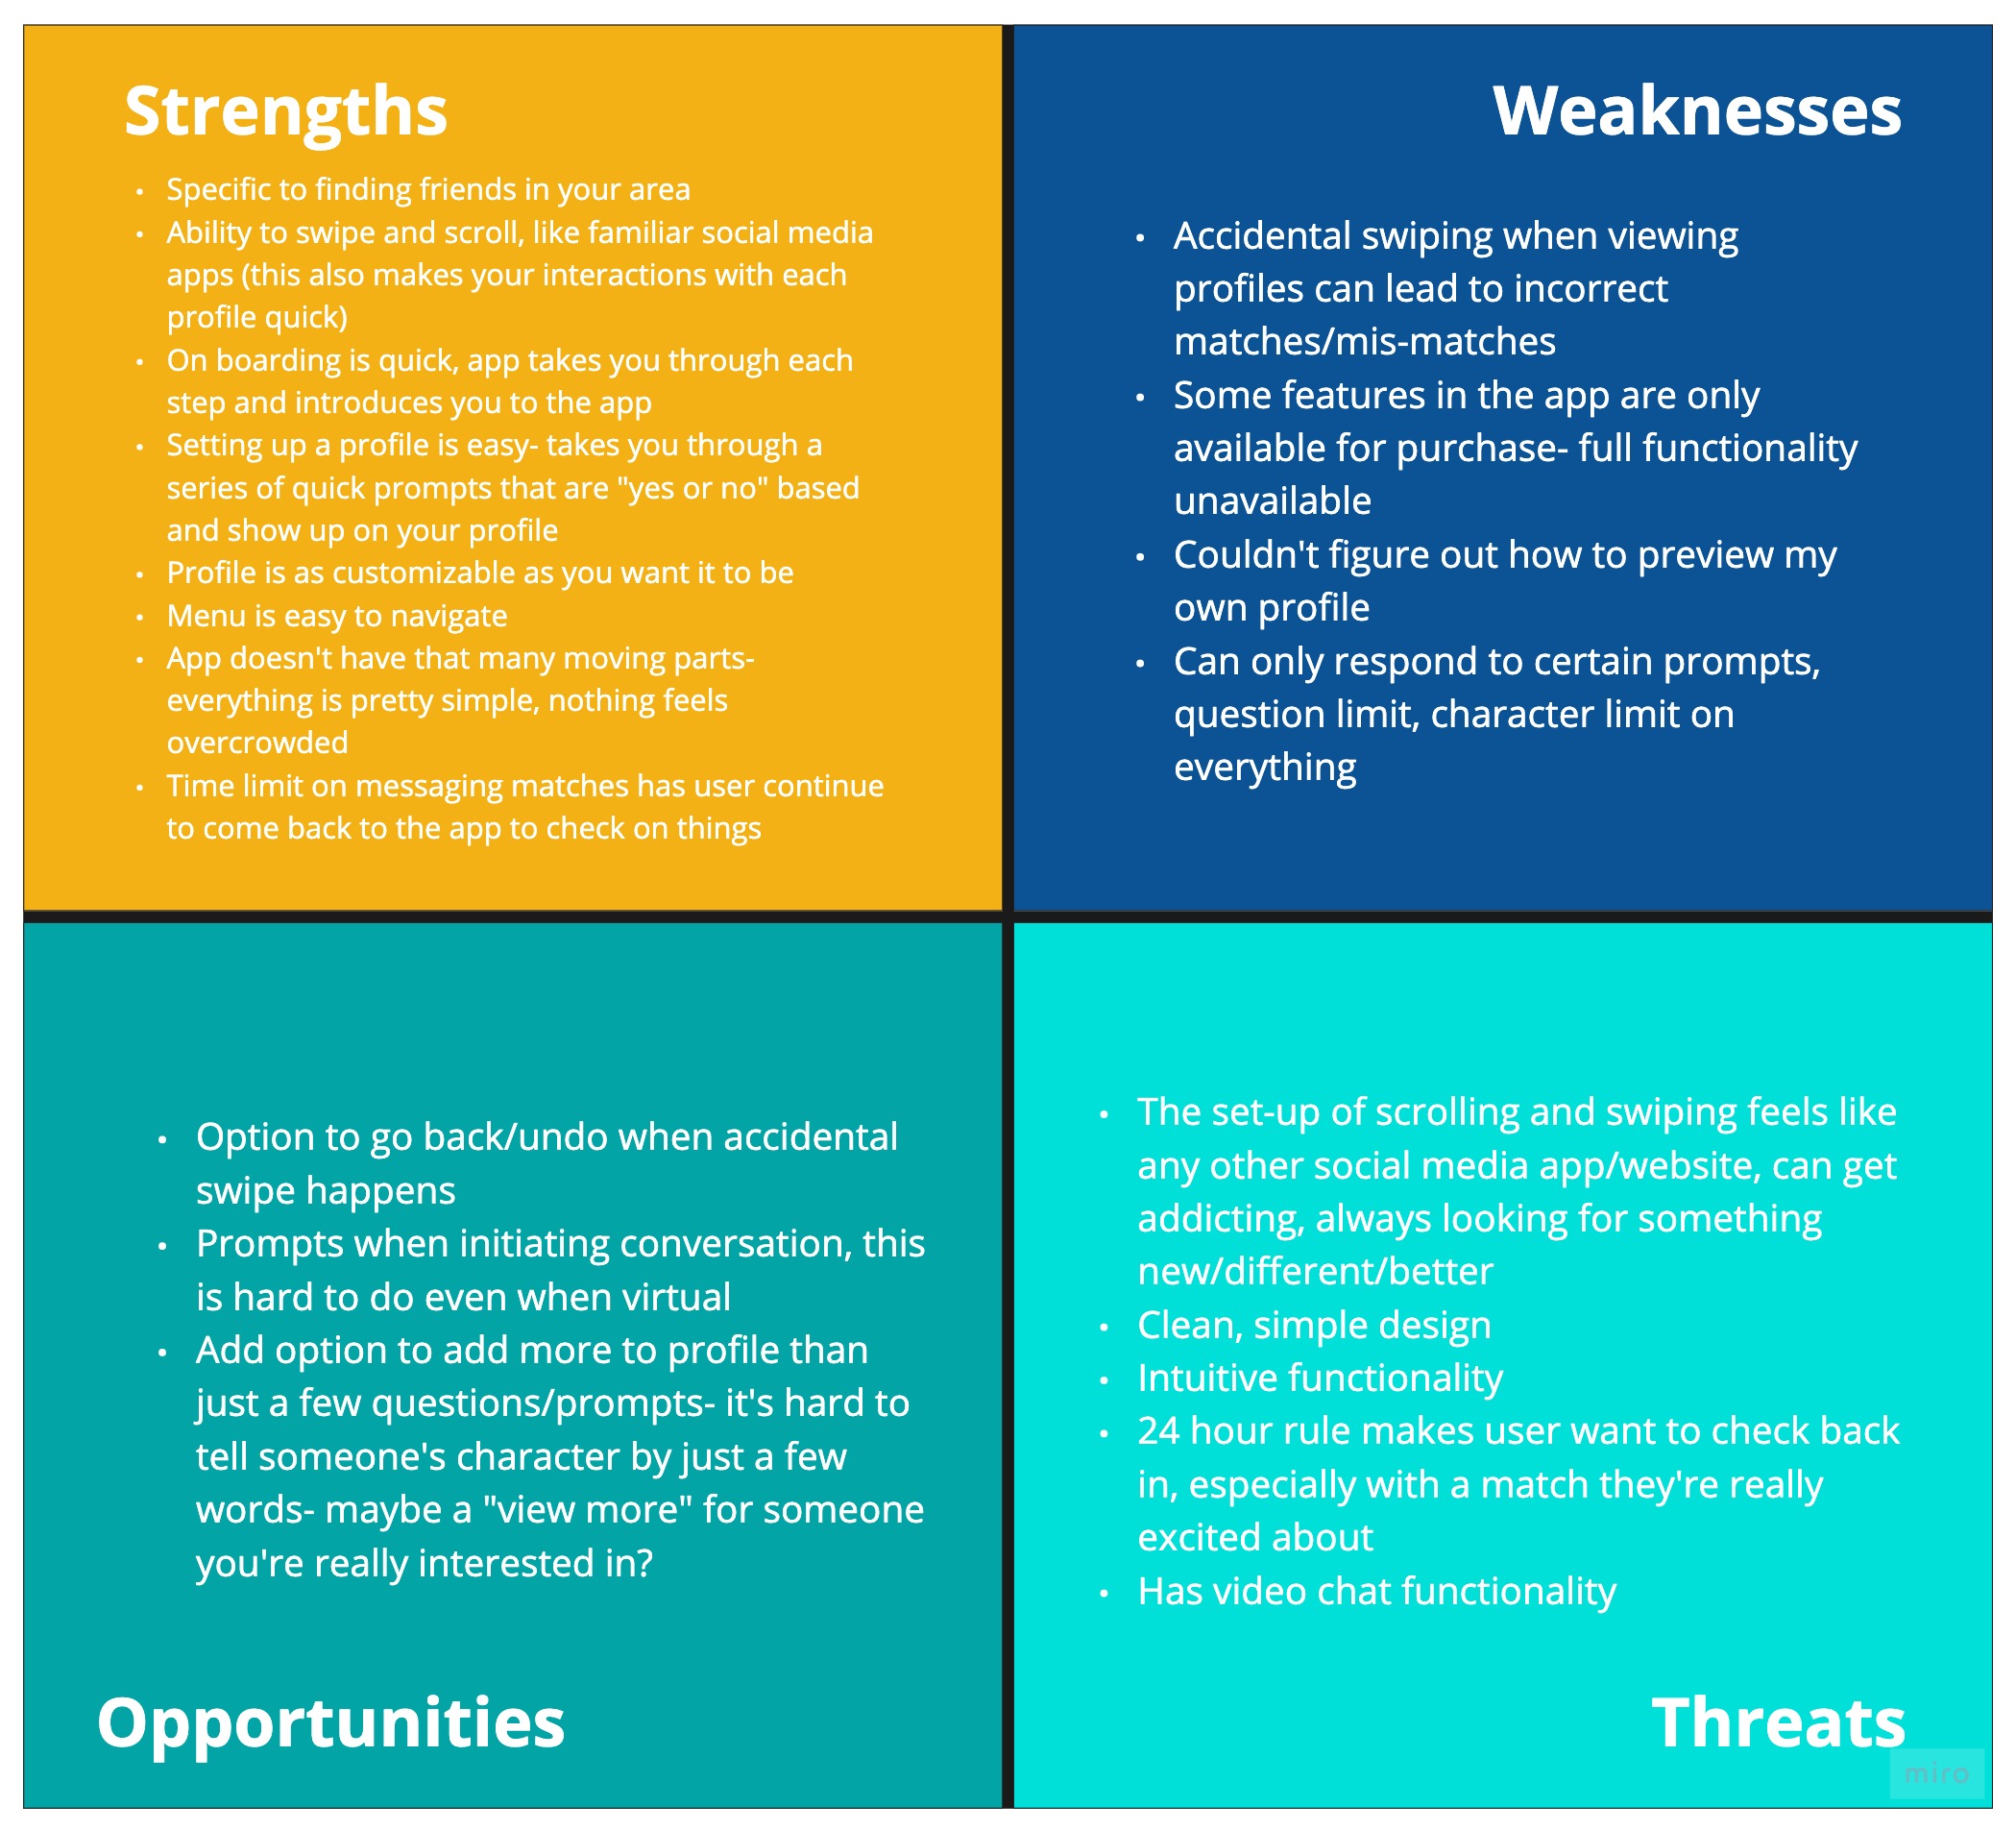 Strengths
• Specific to finding friends in your area
• Ability to swipe and scroll, like familiar social media
apps (this also makes your interactions with each
profile quick)
• On boarding is quick, app takes you through each
step and introduces you to the app
• Setting up a profile is easy- takes you through a
series of quick prompts that are "yes or no" based
and show up on your profile
• Profile is as customizable as you want it to be
• Menu is easy to navigate
• App doesn't have that many moving parts-
everything is pretty simple, nothing feels
overcrowded
• Time limit on messaging matches has user continue
to come back to the app to check on things
Weaknesses
• Accidental swiping when viewing
profiles can lead to incorrect
matches/mis-matches
• Some features in the app are only
available for purchase- full functionality
unavailable
• Couldn't figure out how to preview my
own profile
• Can only respond to certain prompts,
question limit, character limit on
everything
• Option to go back/undo when accidental
swipe happens
• Prompts when initiating conversation, this
is hard to do even when virtual
• Add option to add more to profile than
just a few questions/prompts- it's hard to
tell someone's character by just a few
words- maybe a "view more" for someone
you're really interested in?
Opportunities
• The set-up of scrolling and swiping feels like
any other social media app/website, can get
addicting, always looking for something
new/different/better
• Clean, simple design
• Intuitive functionality
• 24 hour rule makes user want to check back
in, especially with a match they're really
excited about
• Has video chat functionality
Threats
miro